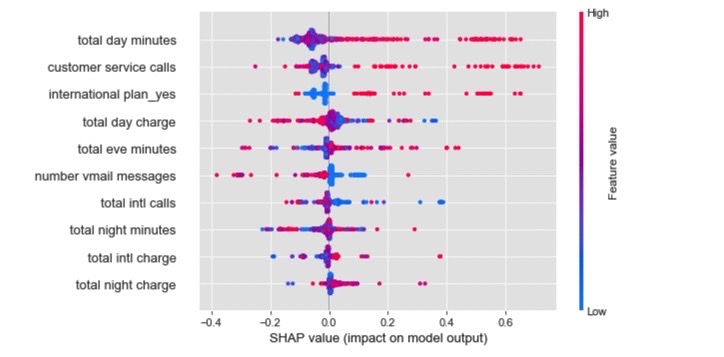 High
total day minutes
customer service calls
international plan_yes
total day charge
total eve minutes
number vmail messages
total intl calls
total night minutes
total intl charge
total night charge
Feature value
Low
−0.4 −0.2 0.0 0.2 0.4 0.6
SHAP value (impact on model output)